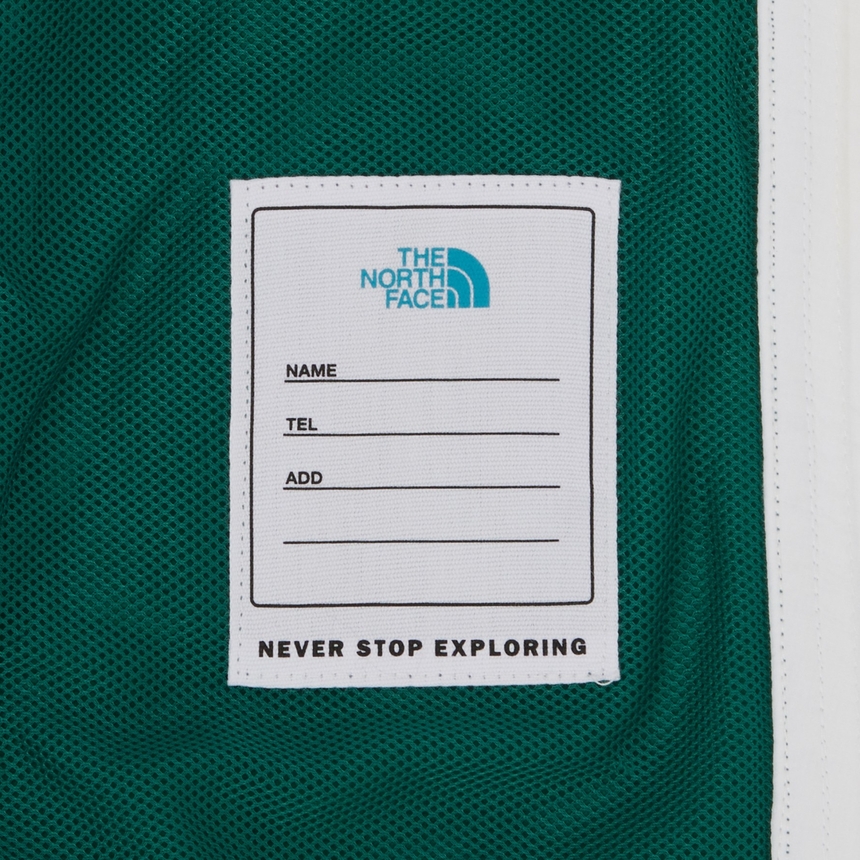 THE
NORTH
FACE
NAME
TEL
ADD
NEVER STOP EXPLORING